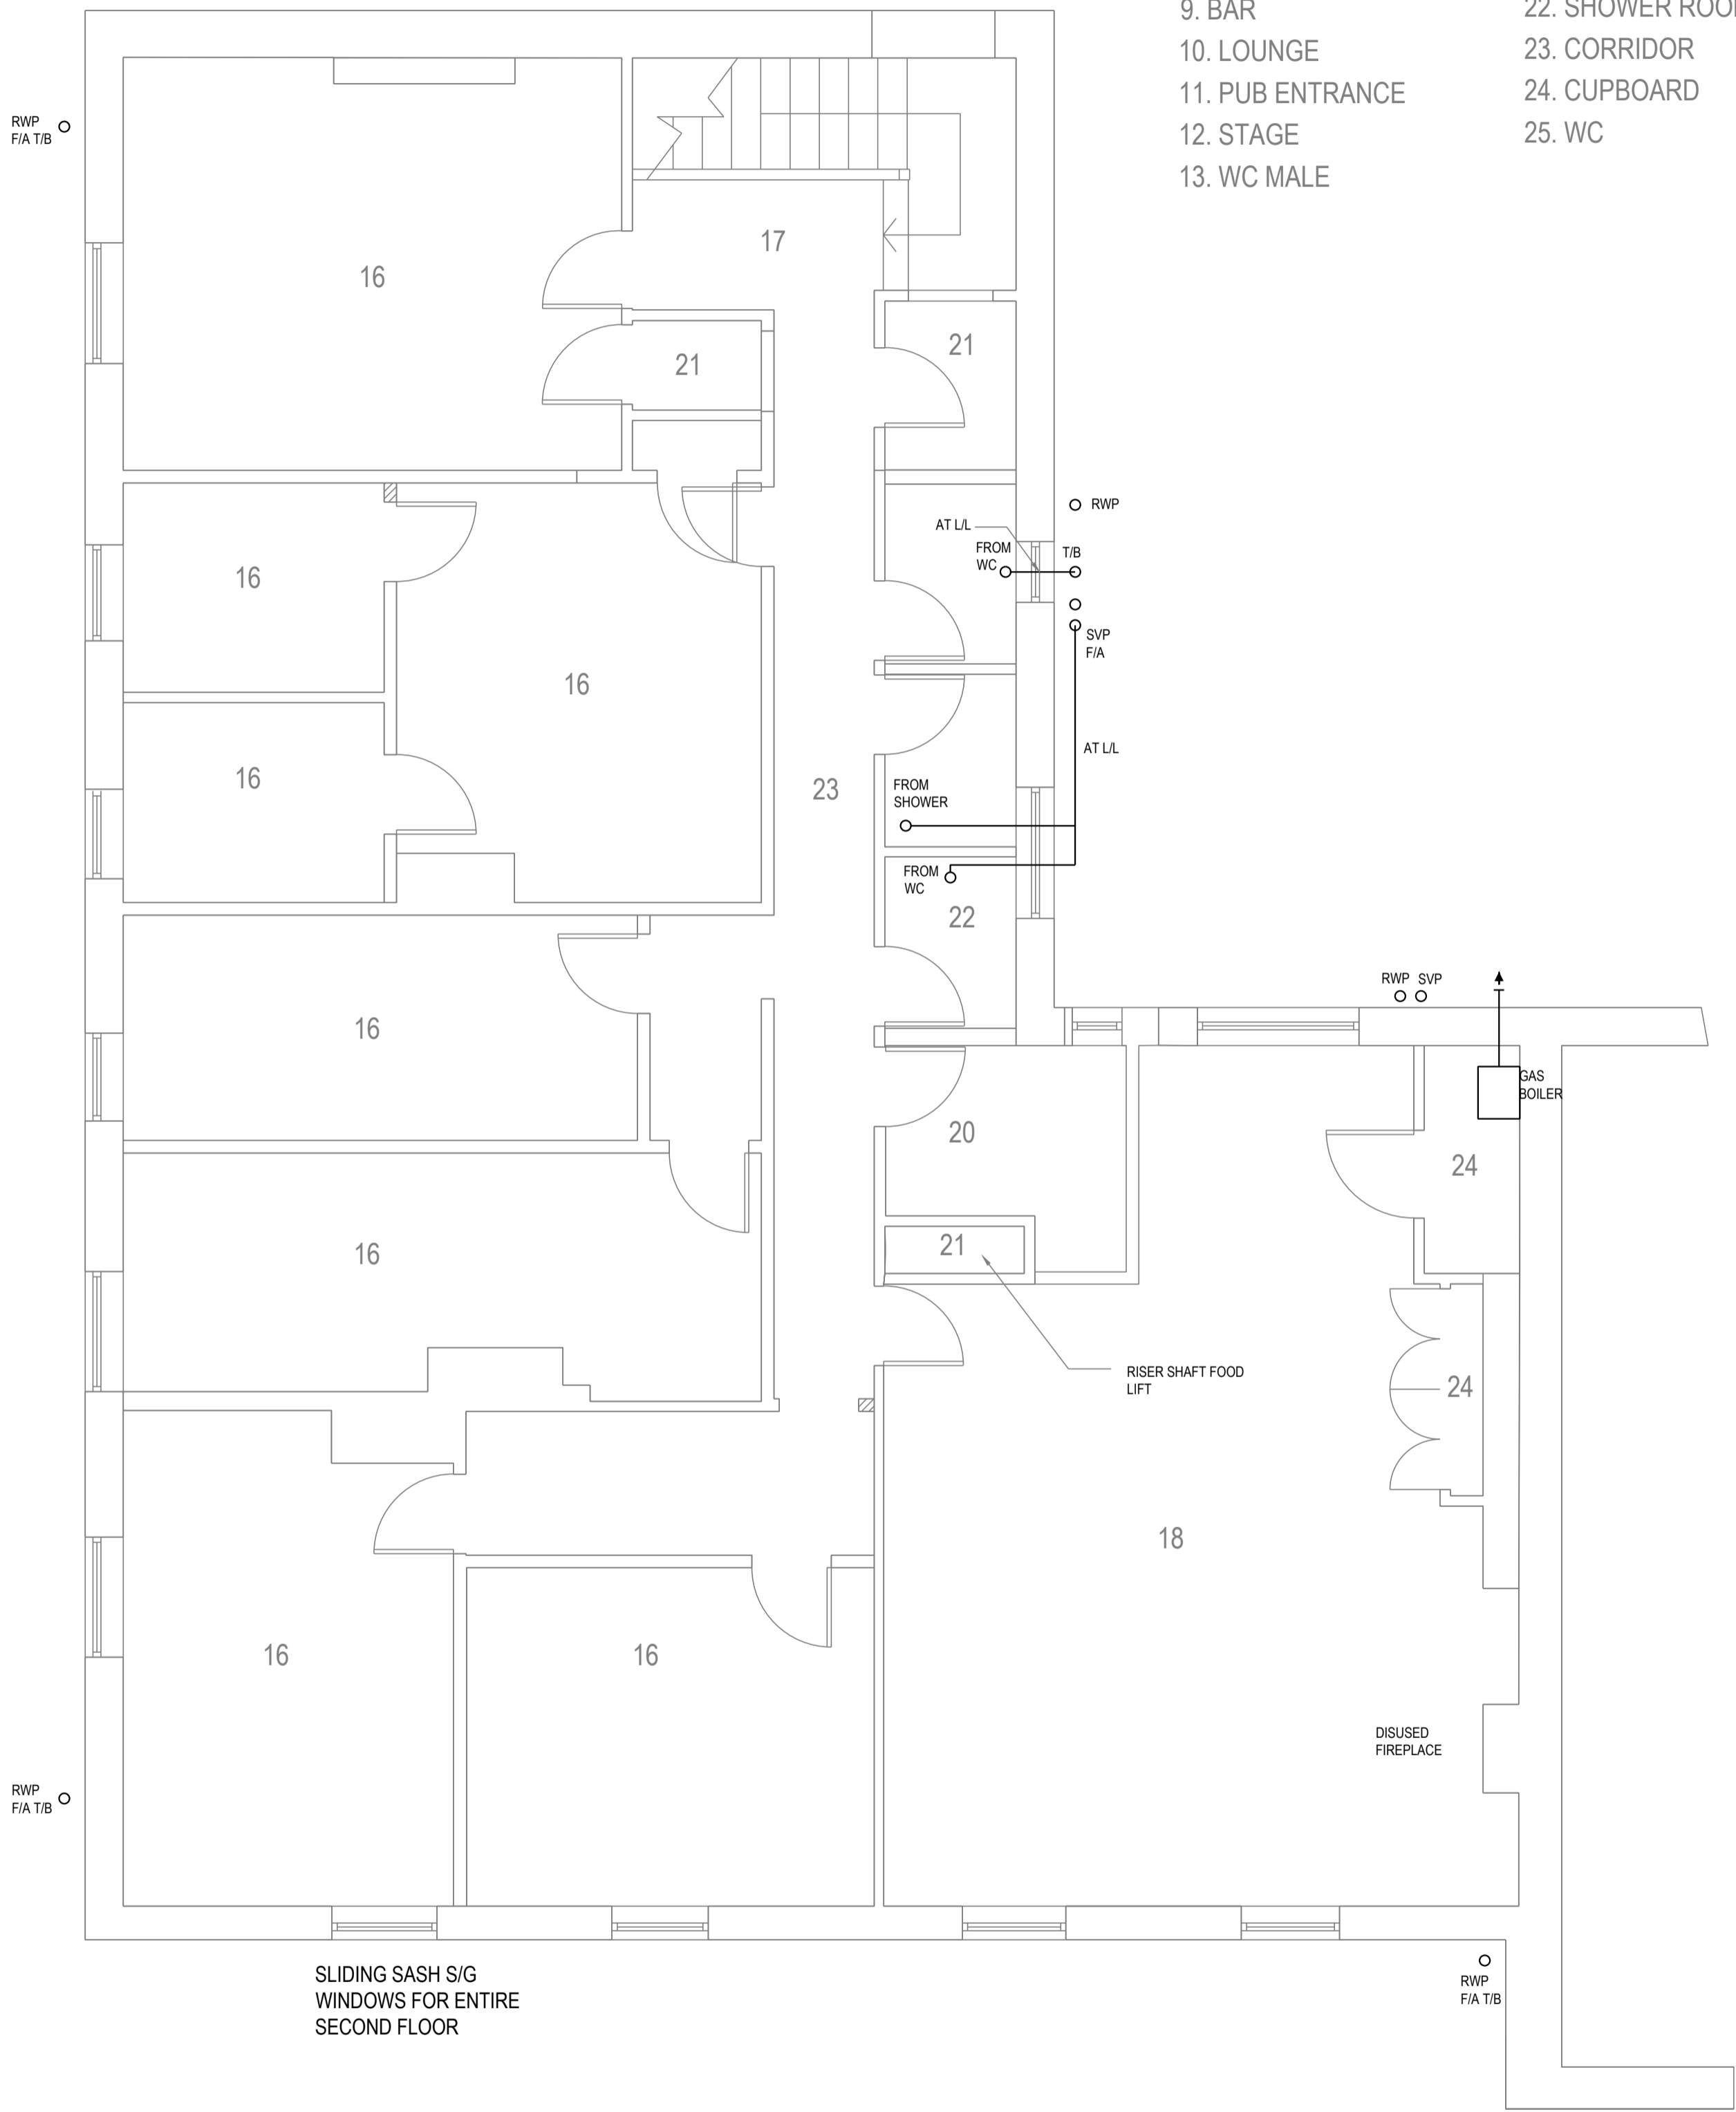 9. BAR
10. LOUNGE
11. PUB ENTRANCE
12. STAGE
13. WC MALE
22. SHOWER ROOM
23. CORRIDOR
24. CUPBOARD
25. WC
RWP
F/A T/B
17
16
21
21
RWP
AT L/L
FROM
WC
T/B
16
SVP
F/A
16
AT L/L
16
23
FROM
SHOWER
FROM
WC
22
RWP SVP
16
GAS
BOILER
20
24
16
21
RISER SHAFT FOOD
LIFT
24
18
16
16
DISUSED
FIREPLACE
RWP
F/A T/B
SLIDING SASH S/G
WINDOWS FOR ENTIRE
SECOND FLOOR
RWP
F/A T/B